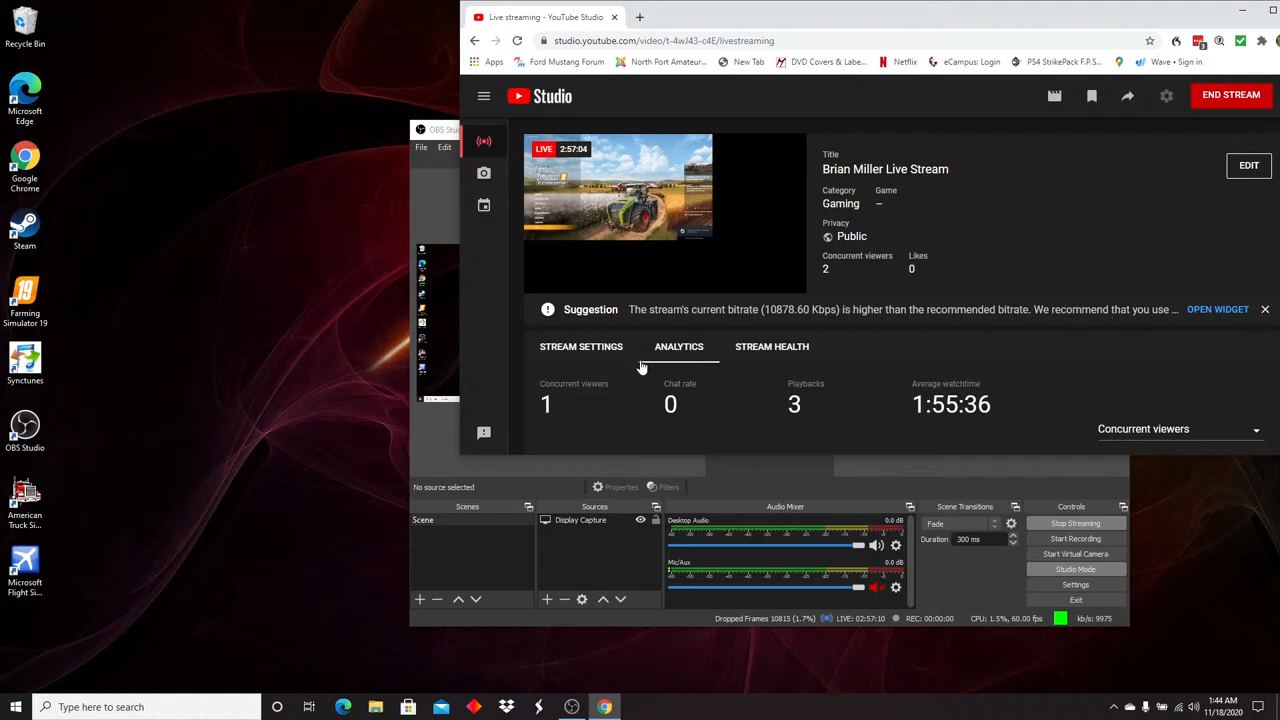 Recycle Bin
Microsoft
Edge
Google
Chrome
Steam
Farming
Simulator 19
Synctunes
OBS Studio
American
Truck Si...
Microsoft
Flight Si...
Live streaming - YouTube Studio
studio.youtube.com/video/t-4wJ43-c4E/livestreaming
Apps
Ford Mustang Forum
North Port Amateur...
New Tab
DVD Covers & Labe...
Netflix
eCampus: Login
PS4 StrikePack F.P.S...
Wave • Sign in
Studio
END STREAM
LIVE 2:57:04
Title
Brian Miller Live Stream
EDIT
Category Game
Gaming –
Privacy
Public
Concurrent viewers Likes
2 0
Suggestion The stream's current bitrate (10878.60 Kbps) is higher than the recommended bitrate. We recommend that you use ... OPEN WIDGET
STREAM SETTINGS ANALYTICS STREAM HEALTH
Concurrent viewers Chat rate Playbacks Average watchtime
1 0 3 1:55:36
Concurrent viewers
OBS Stu
File Edit
No source selected
Properties
Filters
Scenes Sources Audio Mixer Scene Transitions Controls
Scene
Display Capture
Desktop Audio 0.0 dB
Mic/Aux 0.0 dB
Fade
Duration 300 ms
Stop Streaming
Start Recording
Start Virtual Camera
Studio Mode
Settings
Exit
Dropped Frames 10815 (1.7%) LIVE: 02:57:10 REC: 00:00:00 CPU: 1.5%, 60.00 fps kb/s: 9975
Type here to search
1:44 AM
11/18/2020